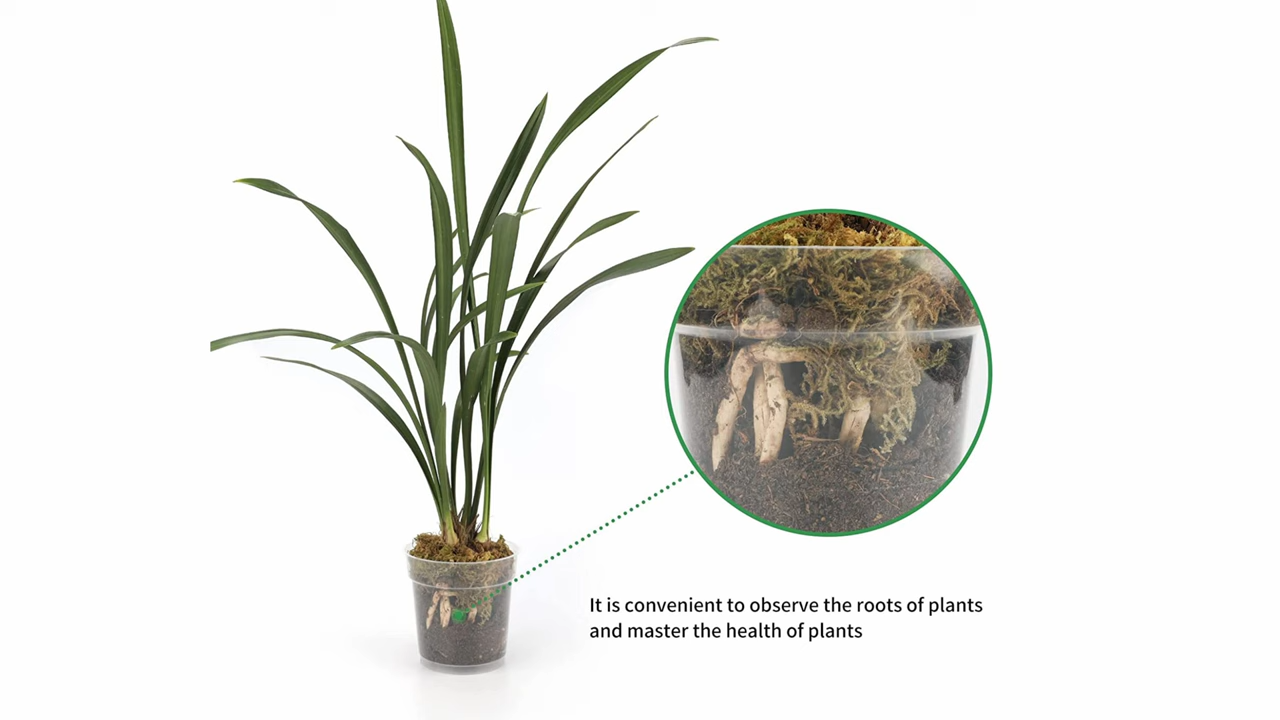 It is convenient to observe the roots of plants
and master the health of plants